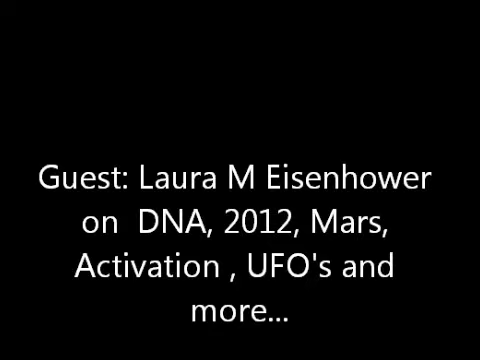 Guest: Laura M Eisenhower
on  DNA, 2012, Mars,
Activation , UFO's and
more...